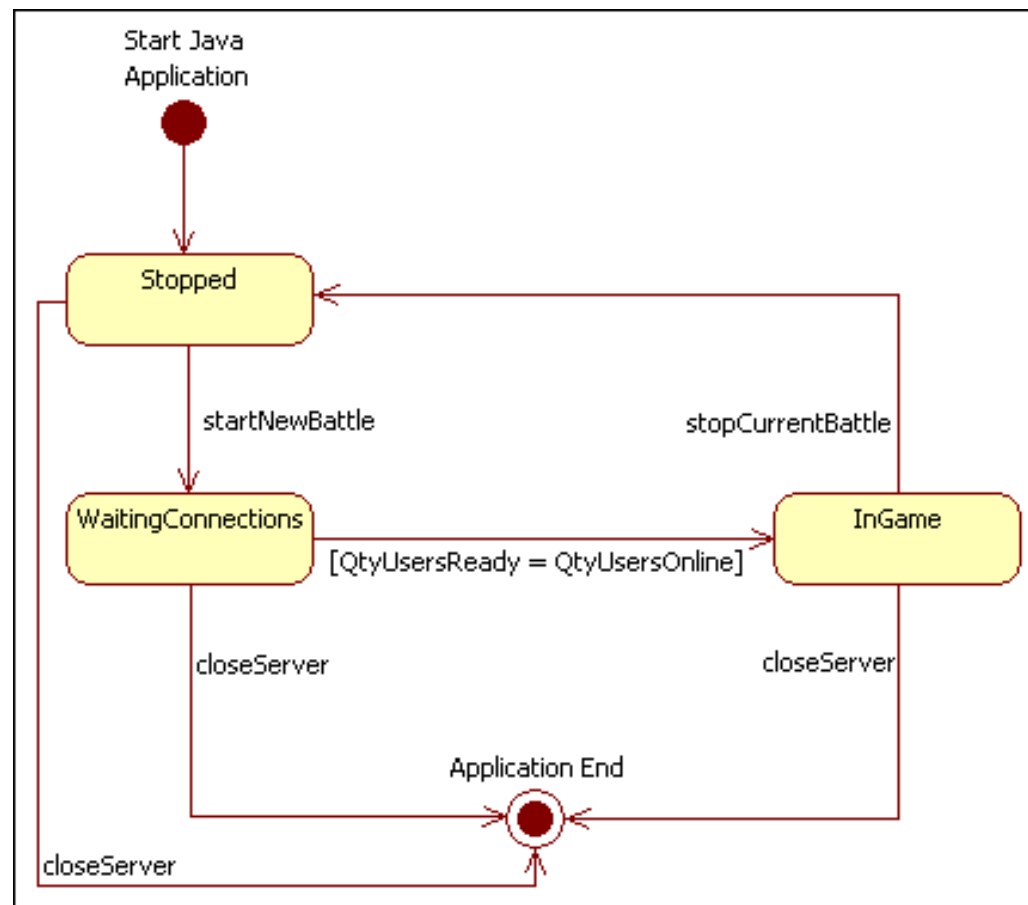 Start Java
Application
Stopped
startNewBattle
stopCurrentBattle
WaitingConnections
InGame
[QtyUsersReady = QtyUsersOnline]
closeServer
closeServer
Application End
closeServer